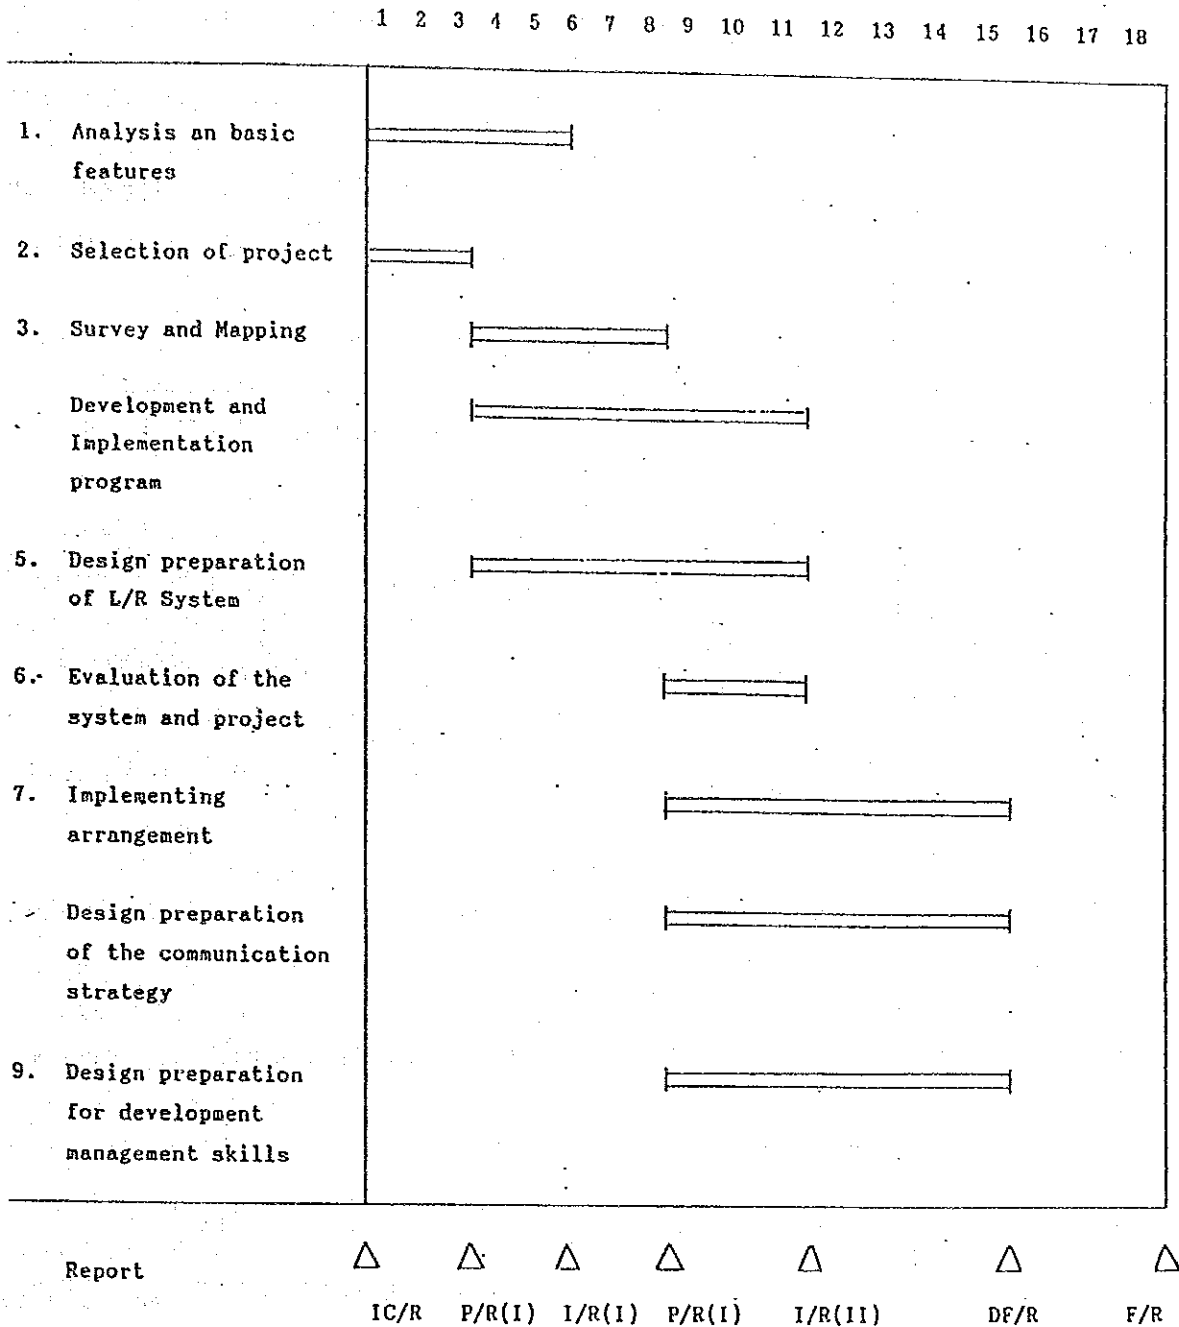 1 2 3 4 5 6 7 8 9 10 11 12 13 14 15 16 17 18
1. Analysis an basic
features
2. Selection of project
3. Survey and Mapping
Development and
Implementation
program
5. Design preparation
of L/R System
6. Evaluation of the
system and project
7. Implementing
arrangement
Design preparation
of the communication
strategy
9. Design preparation
for development
management skills
Report
IC/R P/R(I) I/R(I) P/R(I) I/R(II) DF/R F/R